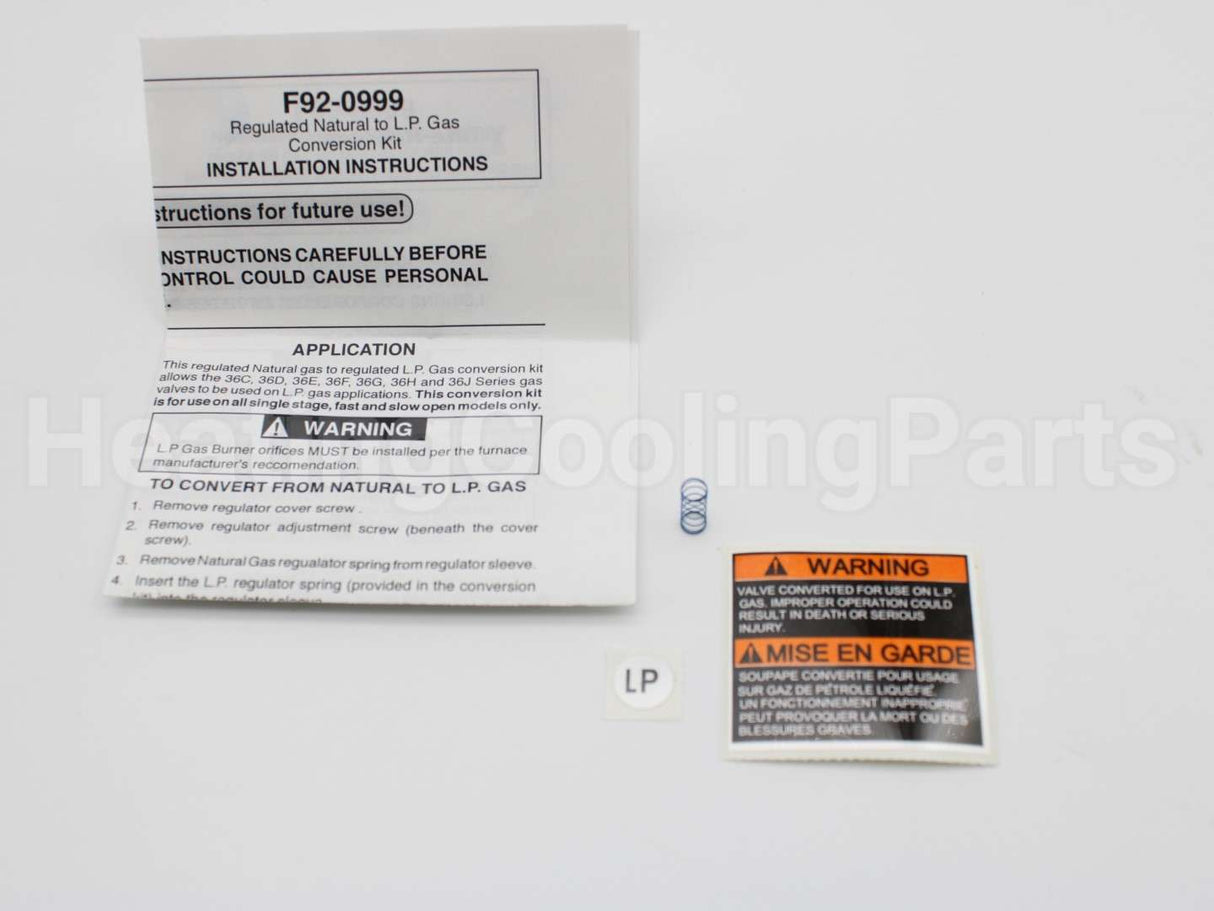 F92-0999
Regulated Natural to L.P. Gas
Conversion Kit
INSTALLATION INSTRUCTIONS
structions for future use!
NSTRUCTIONS CAREFULLY BEFORE
ONTROL COULD CAUSE PERSONAL
APPLICATION
This regulated Natural gas to regulated L.P. Gas conversion kit
allows the 36C, 36D, 36E, 36F, 36G, 36H and 36J Series gas
valves to be used on L.P. gas applications. This conversion kit
is for use on all single stage, fast and slow open models only.
WARNING
L.P Gas Burner orifices MUST be installed per the furnace
manufacturer's reccomendation.
TO CONVERT FROM NATURAL TO L.P. GAS
1. Remove regulator cover screw .
2. Remove regulator adjustment screw (beneath the cover
screw).
3. Remove Natural Gas regualator spring from regulator sleeve.
4. Insert the L.P. regulator spring (provided in the conversion
kit) into the regulator sleeve
HeatingCoolingParts
LP
WARNING
VALVE CONVERTED FOR USE ON L.P.
GAS. IMPROPER OPERATION COULD
RESULT IN DEATH OR SERIOUS
INJURY.
MISE EN GARDE
SOUPAPE CONVERTIE POUR USAGE
SUR GAZ DE PÉTROLE LIQUÉFIÉ.
UN FONCTIONNEMENT INAPPROPRIÉ
PEUT PROVOQUER LA MORT OU DES
BLESSURES GRAVES